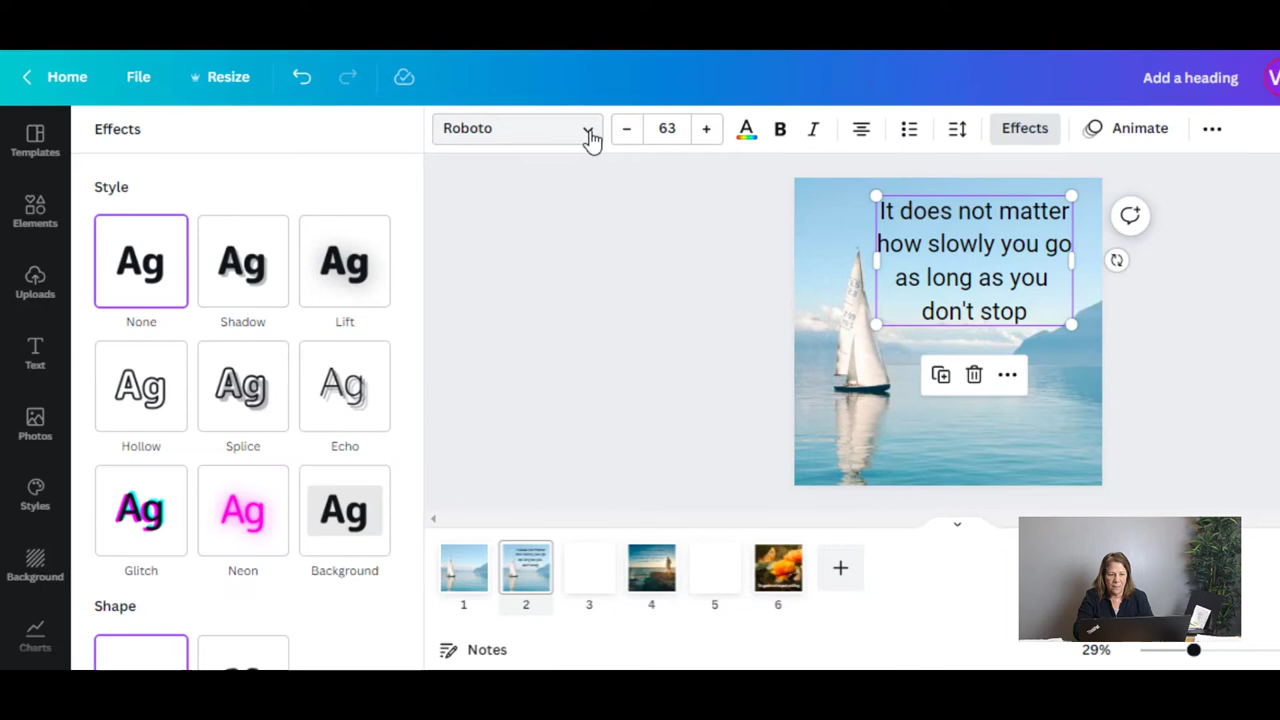 Home
File
Resize
Add a heading
V
Templates
Elements
Uploads
Text
Photos
Styles
Background
Charts
Effects
Style
Ag
None
Ag
Shadow
Ag
Lift
Ag
Hollow
Ag
Splice
Ag
Echo
Ag
Glitch
Ag
Neon
Ag
Background
Shape
Roboto
– 63 +
A
B
I
Effects
Animate
It does not matter
how slowly you go
as long as you
don't stop
1
2
3
4
5
6
Notes
29%